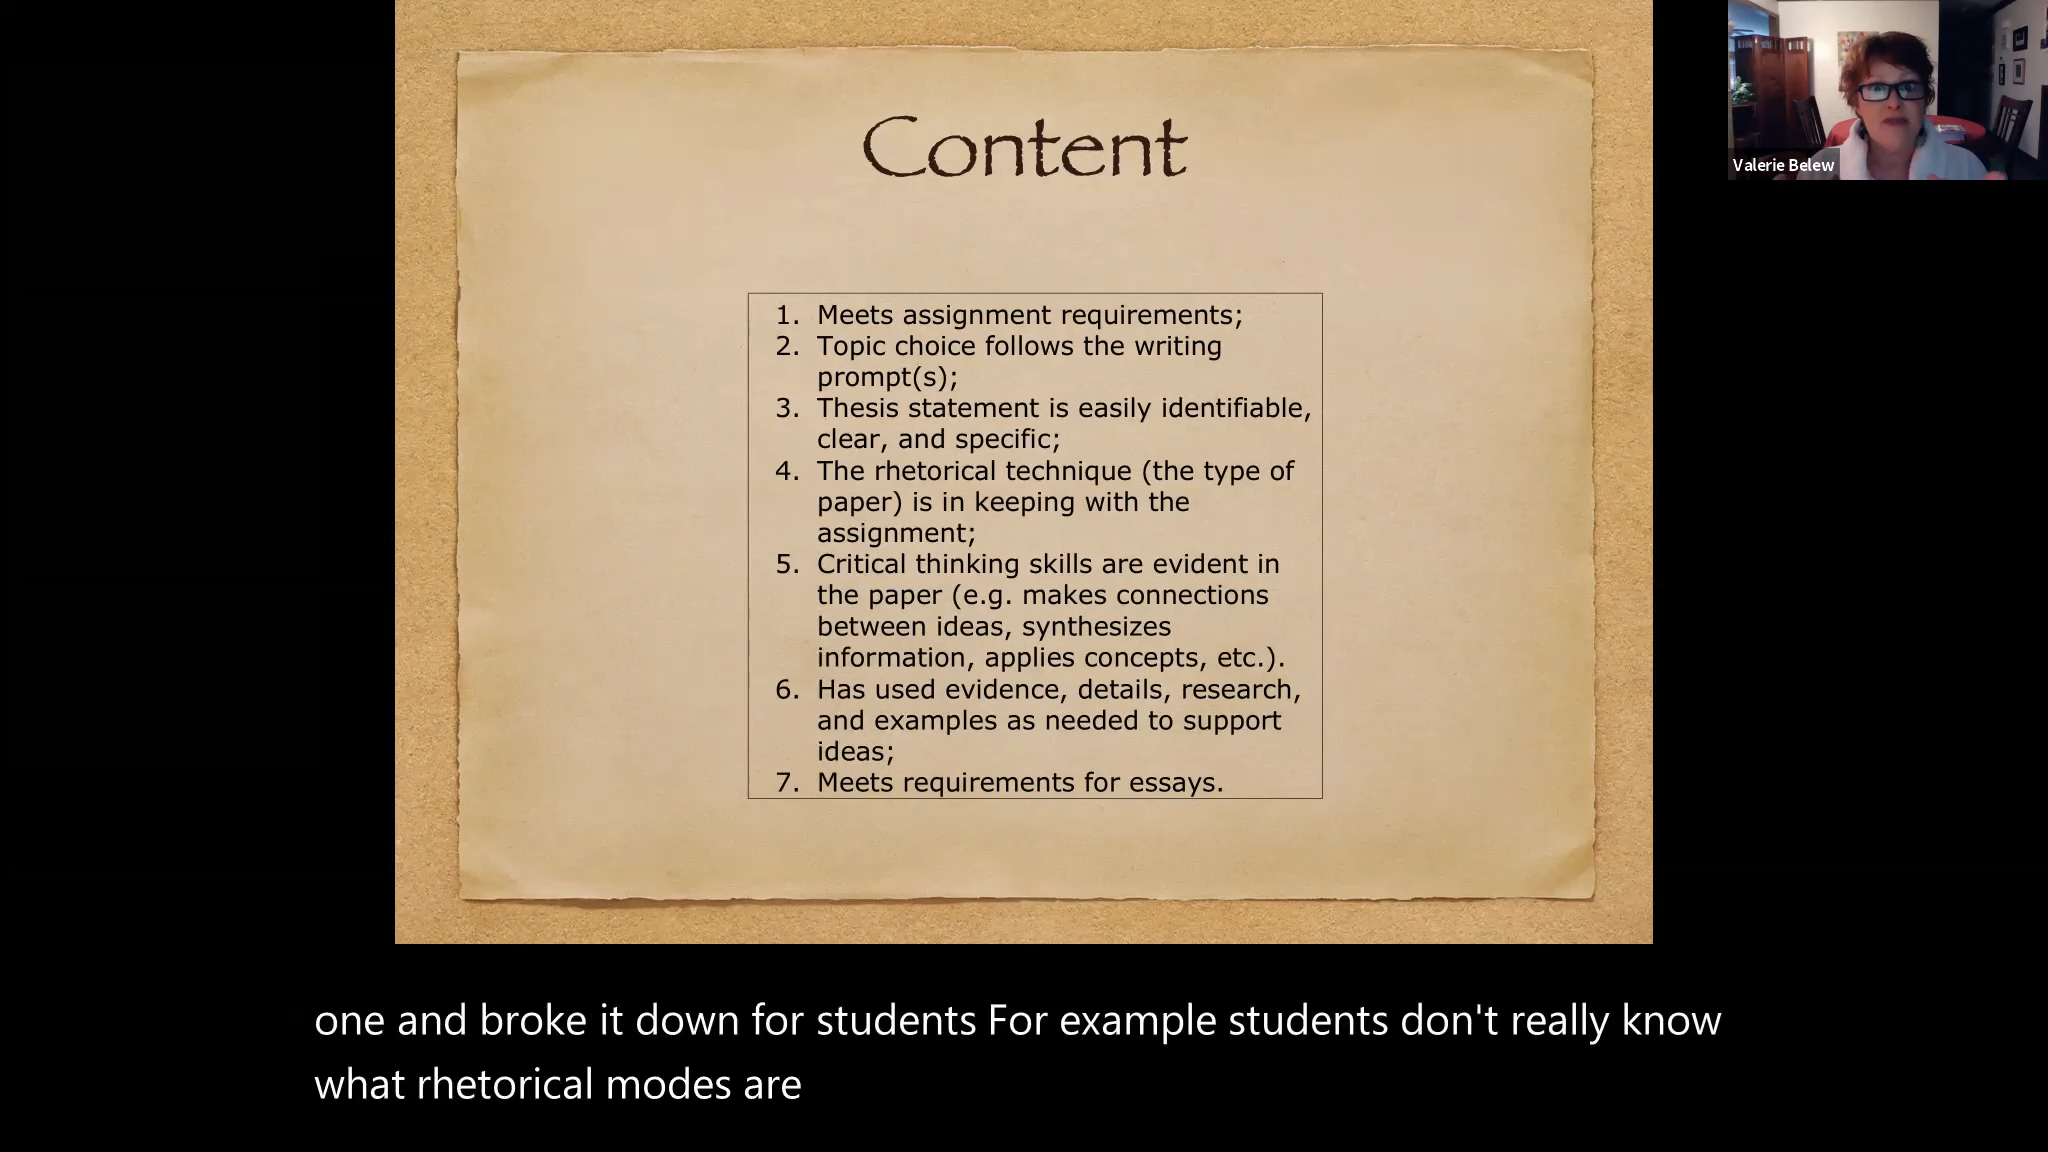 Content
1. Meets assignment requirements;
2. Topic choice follows the writing
prompt(s);
3. Thesis statement is easily identifiable,
clear, and specific;
4. The rhetorical technique (the type of
paper) is in keeping with the
assignment;
5. Critical thinking skills are evident in
the paper (e.g. makes connections
between ideas, synthesizes
information, applies concepts, etc.).
6. Has used evidence, details, research,
and examples as needed to support
ideas;
7. Meets requirements for essays.
Valerie Belew
one and broke it down for students For example students don't really know
what rhetorical modes are